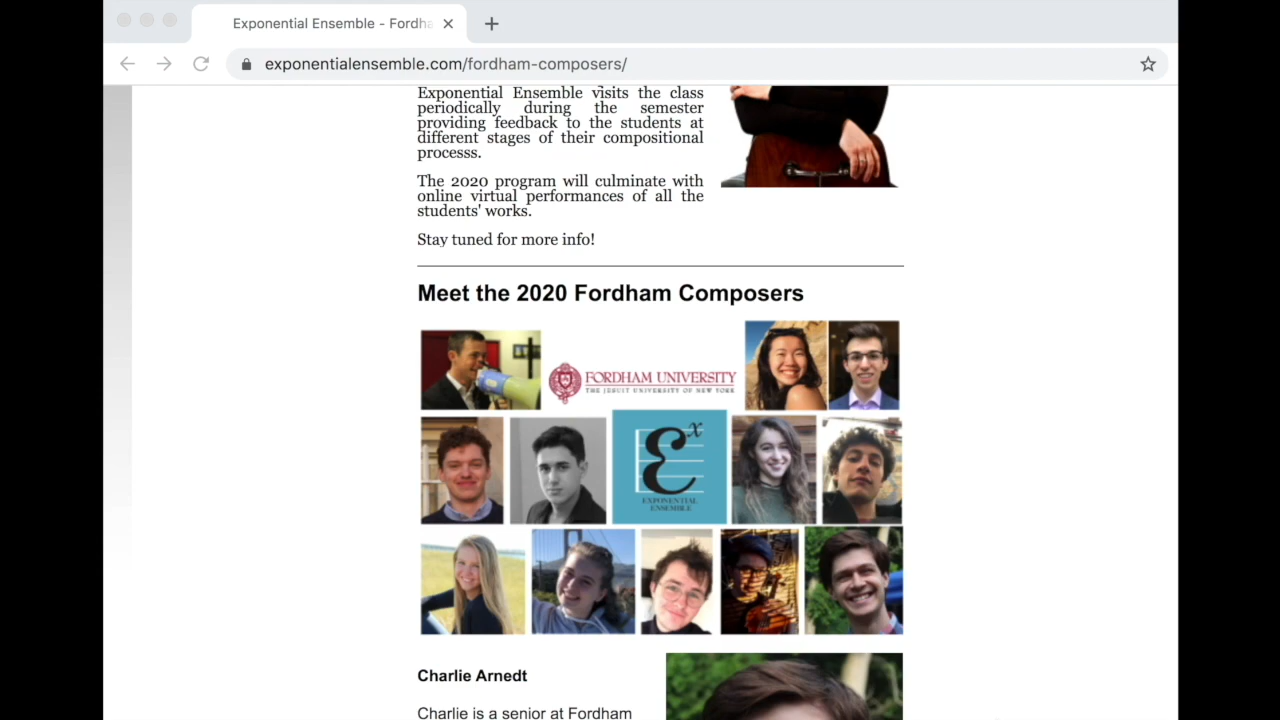 Exponential Ensemble - Fordha
exponentialensemble.com/fordham-composers/
Exponential Ensemble visits the class
periodically during the semester
providing feedback to the students at
different stages of their compositional
processs.
The 2020 program will culminate with
online virtual performances of all the
students' works.
Stay tuned for more info!
Meet the 2020 Fordham Composers
FORDHAM UNIVERSITY
THE JESUIT UNIVERSITY OF NEW YORK
Ɛx
EXPONENTIAL
ENSEMBLE
Charlie Arnedt
Charlie is a senior at Fordham